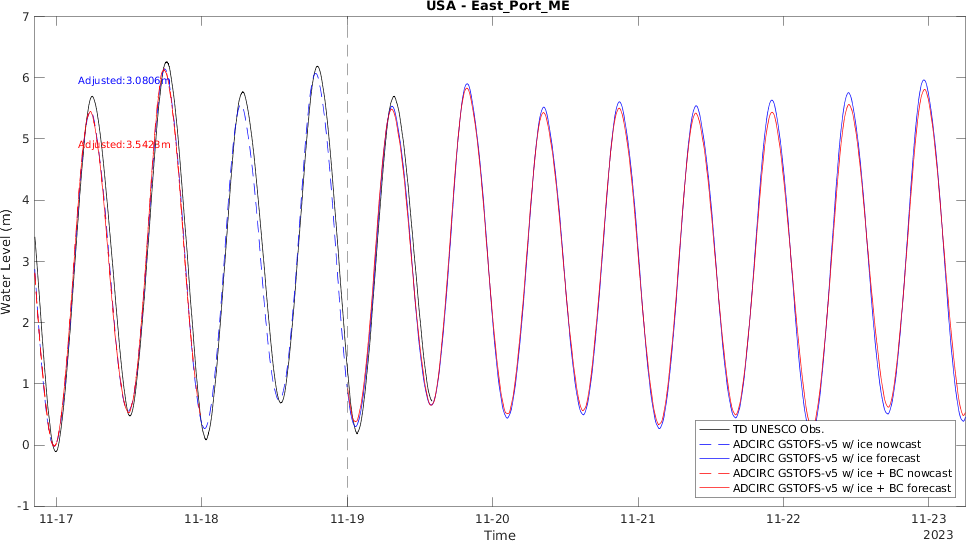 USA - East_Port_ME
7
6
5
4
3
2
1
0
-1
Water Level (m)
Adjusted:3.0806m
Adjusted:3.5423m
TD UNESCO Obs.
ADCIRC GSTOFS-v5 w/ ice nowcast
ADCIRC GSTOFS-v5 w/ ice forecast
ADCIRC GSTOFS-v5 w/ ice + BC nowcast
ADCIRC GSTOFS-v5 w/ ice + BC forecast
11-17 11-18 11-19 11-20 11-21 11-22 11-23
Time
2023